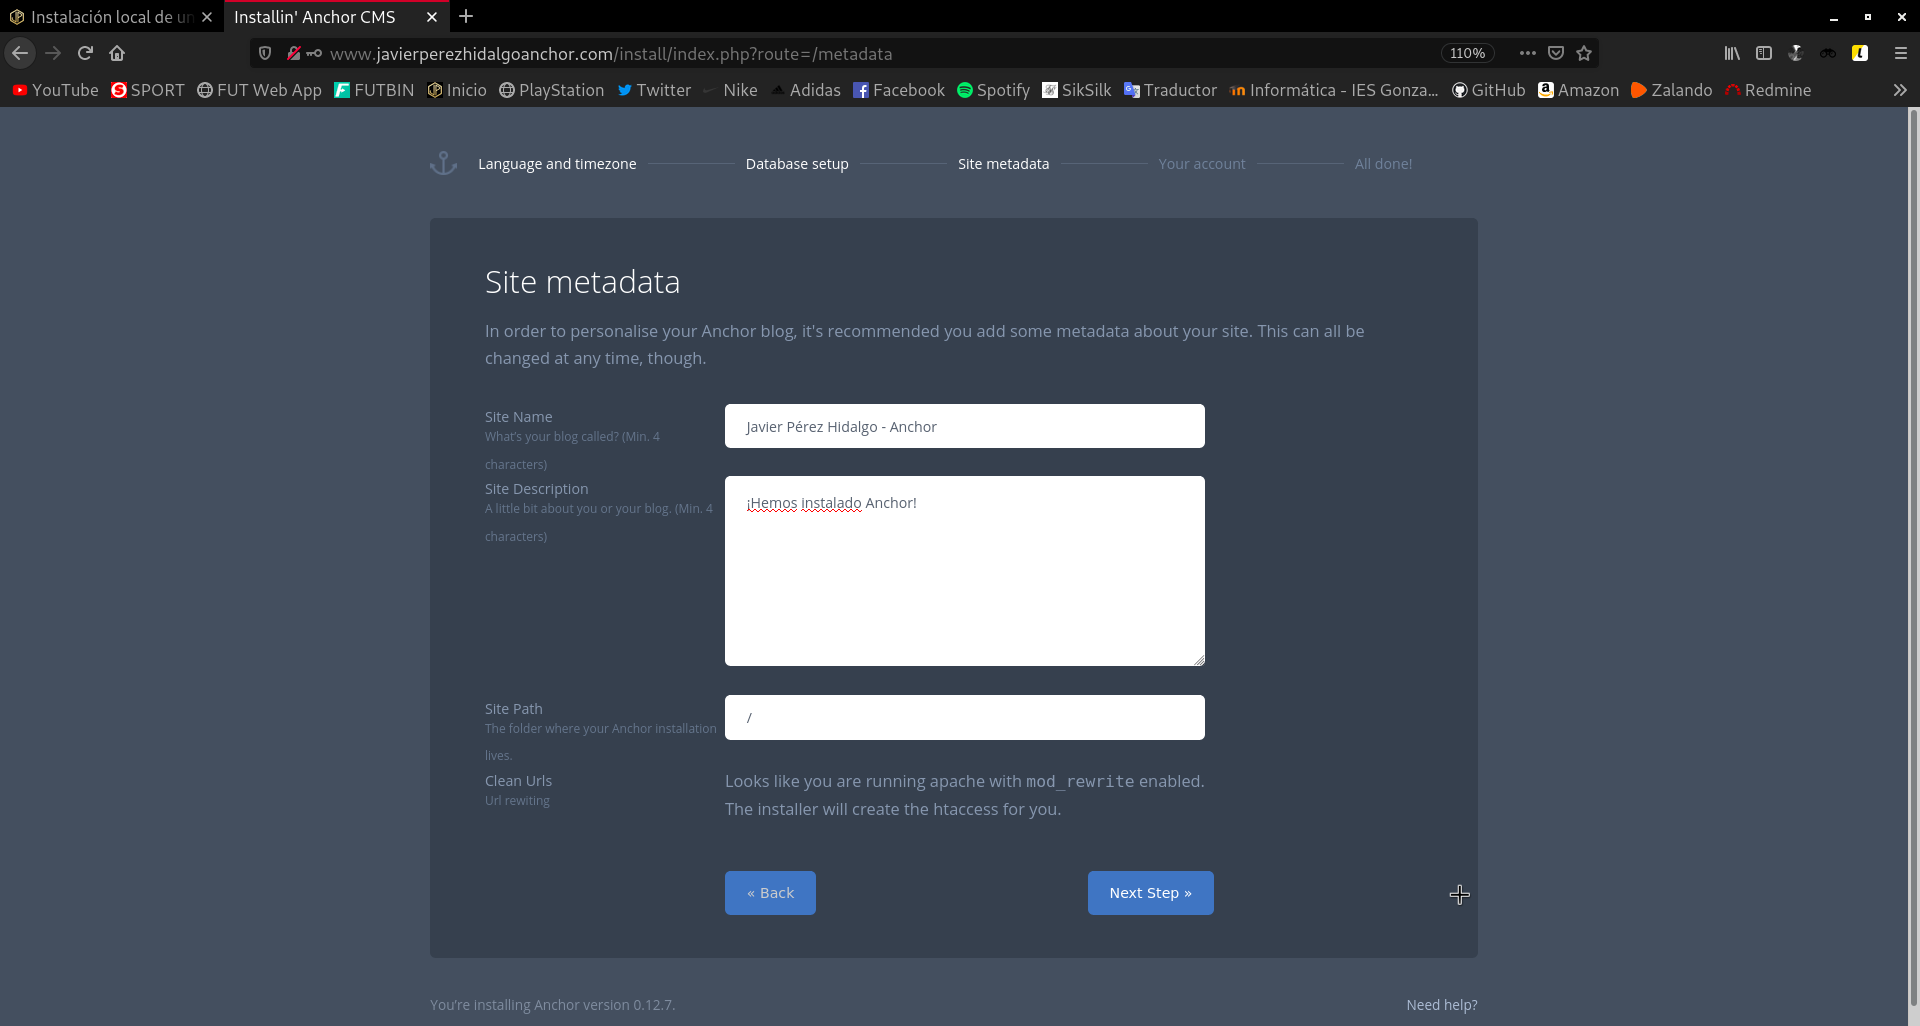 Instalación local de un
Installin' Anchor CMS
www.javierperezhidalgoanchor.com/install/index.php?route=/metadata
110%
YouTube SPORT FUT Web App FUTBIN Inicio PlayStation Twitter Nike Adidas Facebook Spotify SikSilk Traductor Informática - IES Gonza... GitHub Amazon Zalando Redmine
Language and timezone Database setup Site metadata Your account All done!
Site metadata
In order to personalise your Anchor blog, it's recommended you add some metadata about your site. This can all be
changed at any time, though.
Site Name
What's your blog called? (Min. 4
characters)
Javier Pérez Hidalgo - Anchor
Site Description
A little bit about you or your blog. (Min. 4
characters)
¡Hemos instalado Anchor!
Site Path
The folder where your Anchor installation
lives.
/
Clean Urls
Url rewiting
Looks like you are running apache with mod_rewrite enabled.
The installer will create the htaccess for you.
« Back
Next Step »
You're installing Anchor version 0.12.7.
Need help?